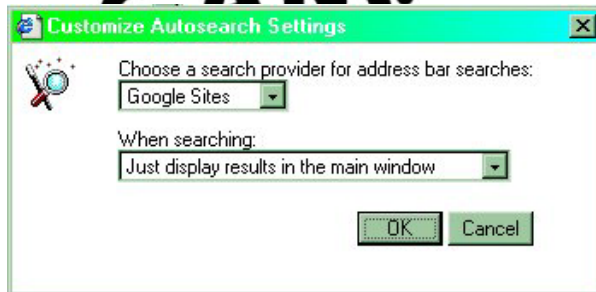 Customize Autosearch Settings
Choose a search provider for address bar searches:
Google Sites
When searching:
Just display results in the main window
OK Cancel